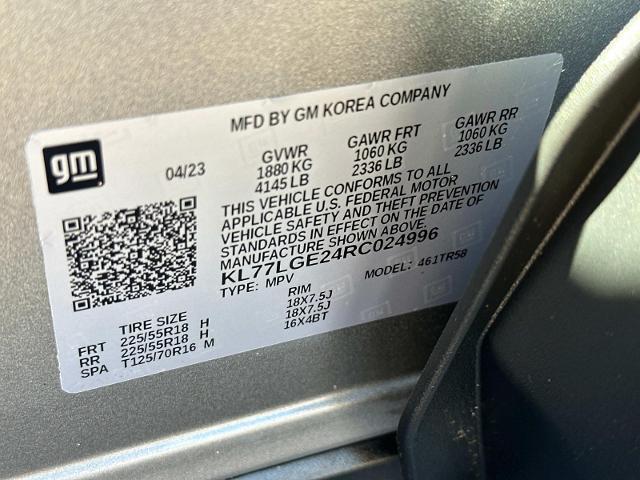 MFD BY GM KOREA COMPANY
gm
04/23 GVWR GAWR FRT GAWR RR
1880 KG 1060 KG 1060 KG
4145 LB 2336 LB 2336 LB
THIS VEHICLE CONFORMS TO ALL
APPLICABLE U.S. FEDERAL MOTOR
VEHICLE SAFETY AND THEFT PREVENTION
STANDARDS IN EFFECT ON THE DATE OF
MANUFACTURE SHOWN ABOVE.
KL77LGE24RC024996
TYPE: MPV MODEL: 461TR58
TIRE SIZE RIM
FRT 225/55R18 H 18X7.5J
RR 225/55R18 H 18X7.5J
SPA T125/70R16 M 16X4BT